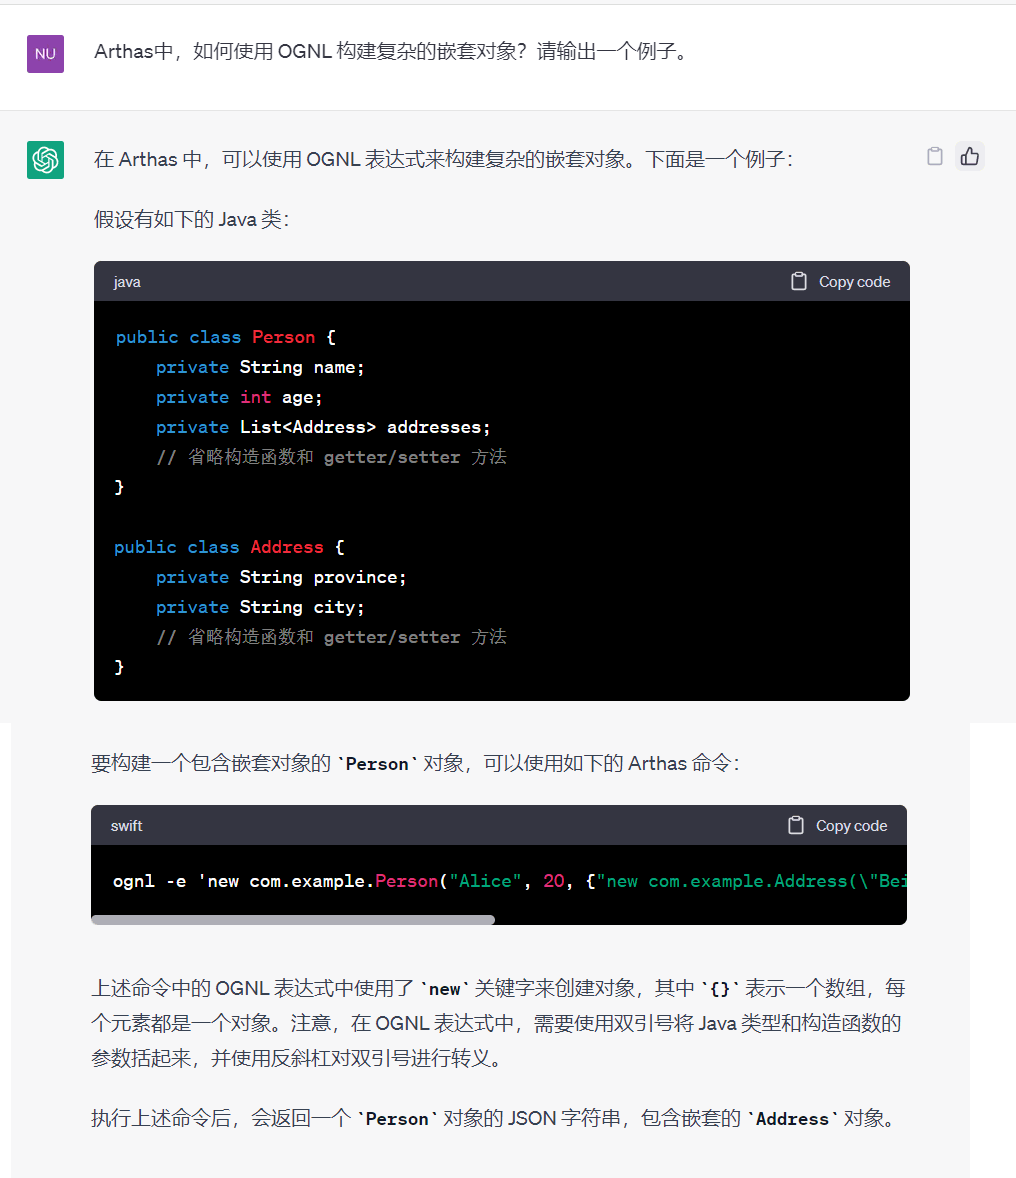 NU
Arthas中，如何使用 OGNL 构建复杂的嵌套对象？请输出一个例子。
在 Arthas 中，可以使用 OGNL 表达式来构建复杂的嵌套对象。下面是一个例子：
假设有如下的 Java 类：
java
Copy code
public class Person {
    private String name;
    private int age;
    private List<Address> addresses;
    // 省略构造函数和 getter/setter 方法
}
public class Address {
    private String province;
    private String city;
    // 省略构造函数和 getter/setter 方法
}
要构建一个包含嵌套对象的 `Person` 对象，可以使用如下的 Arthas 命令：
swift
Copy code
ognl -e 'new com.example.Person("Alice", 20, {"new com.example.Address(\"Bei
上述命令中的 OGNL 表达式中使用了 `new` 关键字来创建对象，其中 `{}` 表示一个数组，每
个元素都是一个对象。注意，在 OGNL 表达式中，需要使用双引号将 Java 类型和构造函数的
参数括起来，并使用反斜杠对双引号进行转义。
执行上述命令后，会返回一个 `Person` 对象的 JSON 字符串，包含嵌套的 `Address` 对象。